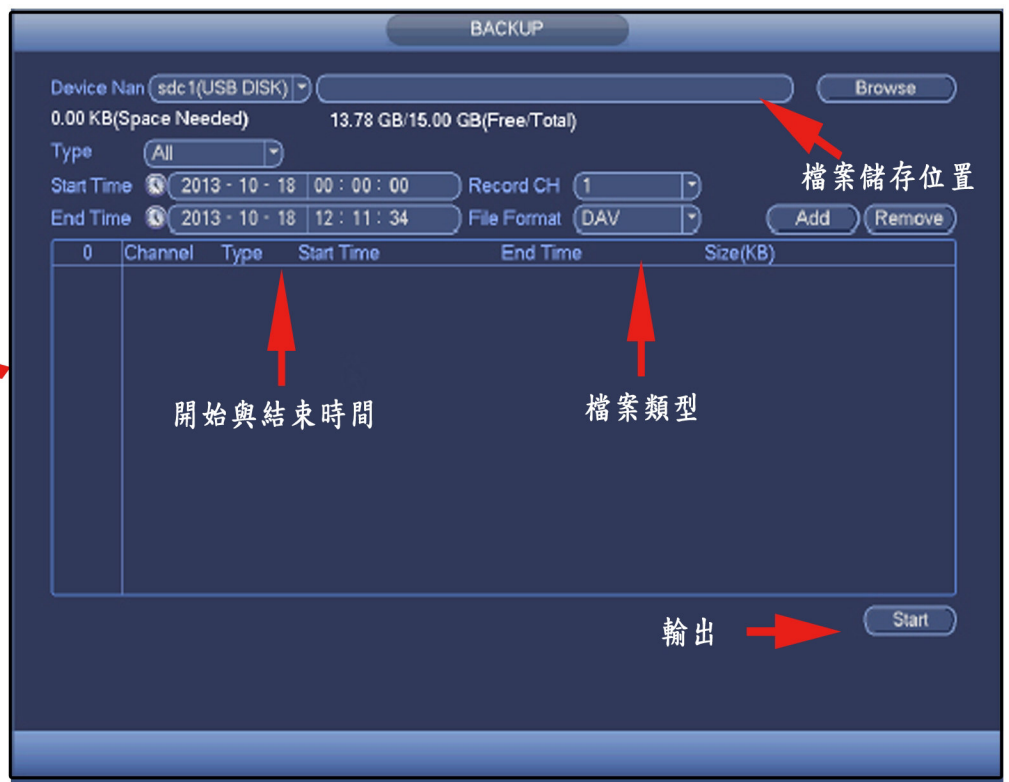 BACKUP
Device Nan sdc1(USB DISK) Browse
0.00 KB(Space Needed) 13.78 GB/15.00 GB(Free/Total)
Type All
檔案儲存位置
Start Time 2013 - 10 - 18 00 : 00 : 00 Record CH 1
End Time 2013 - 10 - 18 12 : 11 : 34 File Format DAV Add Remove
0 Channel Type Start Time End Time Size(KB)
開始與結束時間 檔案類型
輸出 Start